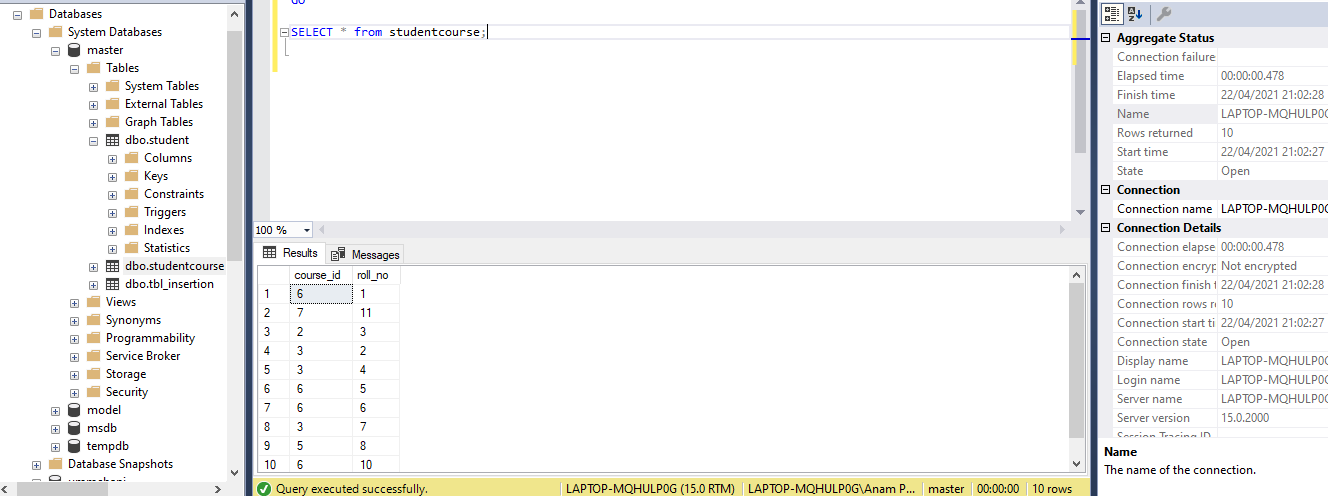 Databases
System Databases
master
Tables
System Tables
External Tables
Graph Tables
dbo.student
Columns
Keys
Constraints
Triggers
Indexes
Statistics
dbo.studentcourse
dbo.tbl_insertion
Views
Synonyms
Programmability
Service Broker
Storage
Security
model
msdb
tempdb
Database Snapshots
SELECT * from studentcourse;
100 %
Results Messages
course_id roll_no
1 6 1
2 7 11
3 2 3
4 3 2
5 3 4
6 6 5
7 6 6
8 3 7
9 5 8
10 6 10
Query executed successfully. LAPTOP-MQHULP0G (15.0 RTM) LAPTOP-MQHULP0G\Anam P... master 00:00:00 10 rows
Aggregate Status
Connection failure
Elapsed time 00:00:00.478
Finish time 22/04/2021 21:02:28
Name LAPTOP-MQHULP0G
Rows returned 10
Start time 22/04/2021 21:02:27
State Open
Connection
Connection name LAPTOP-MQHULP0G
Connection Details
Connection elapse 00:00:00.478
Connection encryp Not encrypted
Connection finish t 22/04/2021 21:02:28
Connection rows r 10
Connection start ti 22/04/2021 21:02:27
Connection state Open
Display name LAPTOP-MQHULP0G
Login name LAPTOP-MQHULP0G
Server name LAPTOP-MQHULP0G
Server version 15.0.2000
Session Tracing ID
Name
The name of the connection.